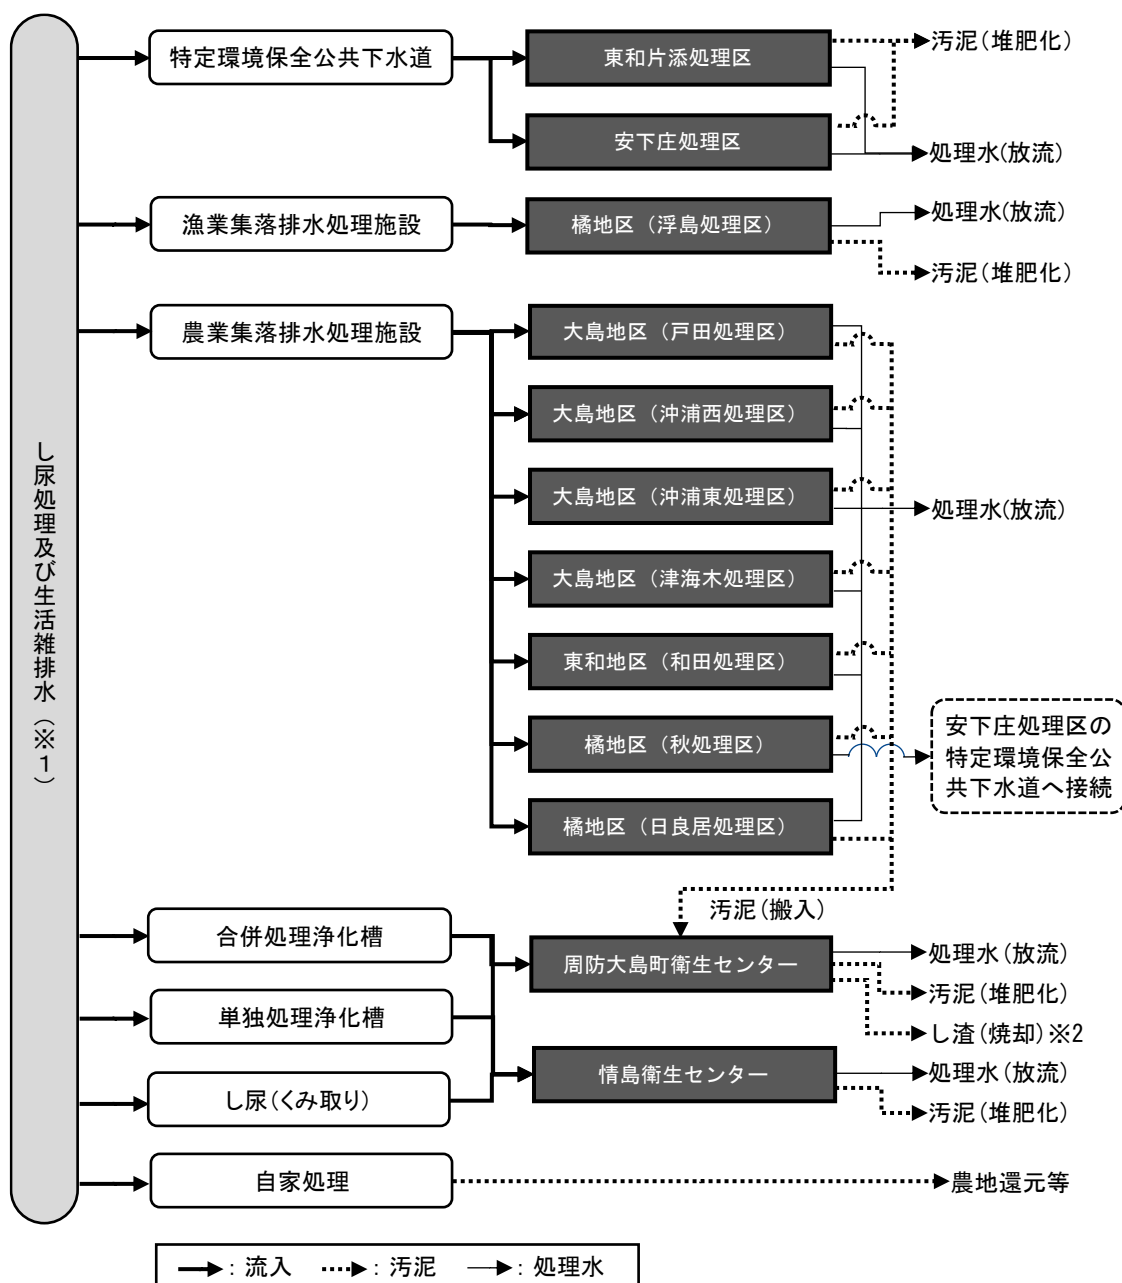 し尿処理及び生活雑排水（※1）
特定環境保全公共下水道
東和片添処理区
汚泥（堆肥化）
安下庄処理区
処理水(放流)
漁業集落排水処理施設
橘地区（浮島処理区）
処理水(放流)
汚泥（堆肥化）
農業集落排水処理施設
大島地区（戸田処理区）
大島地区（沖浦西処理区）
大島地区（沖浦東処理区）
処理水(放流)
大島地区（津海木処理区）
東和地区（和田処理区）
橘地区（秋処理区）
安下庄処理区の
特定環境保全公
共下水道へ接続
橘地区（日良居処理区）
汚泥（搬入）
合併処理浄化槽
周防大島町衛生センター
処理水（放流）
汚泥（堆肥化）
し渣（焼却）※2
単独処理浄化槽
情島衛生センター
処理水（放流）
汚泥（堆肥化）
し尿（くみ取り）
自家処理
農地還元等
：流入 ：汚泥 ：処理水